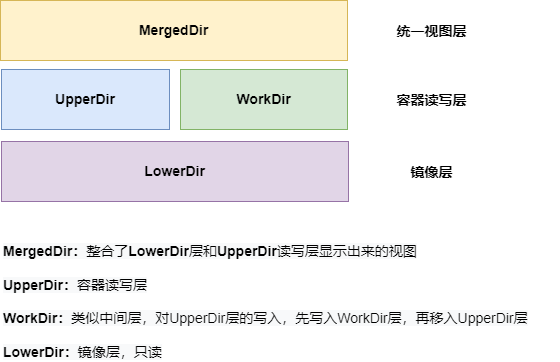 MergedDir
统一视图层
UpperDir
WorkDir
容器读写层
LowerDir
镜像层
MergedDir：整合了LowerDir层和UpperDir读写层显示出来的视图
UpperDir：容器读写层
WorkDir：类似中间层，对UpperDir层的写入，先写入WorkDir层，再移入UpperDir层
LowerDir：镜像层，只读